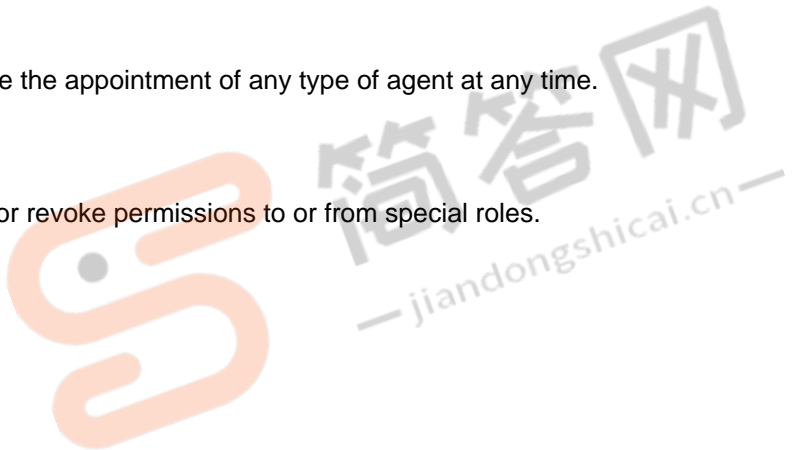 e the appointment of any type of agent at any time.
or revoke permissions to or from special roles.
简答网
jiandongshicai.cn